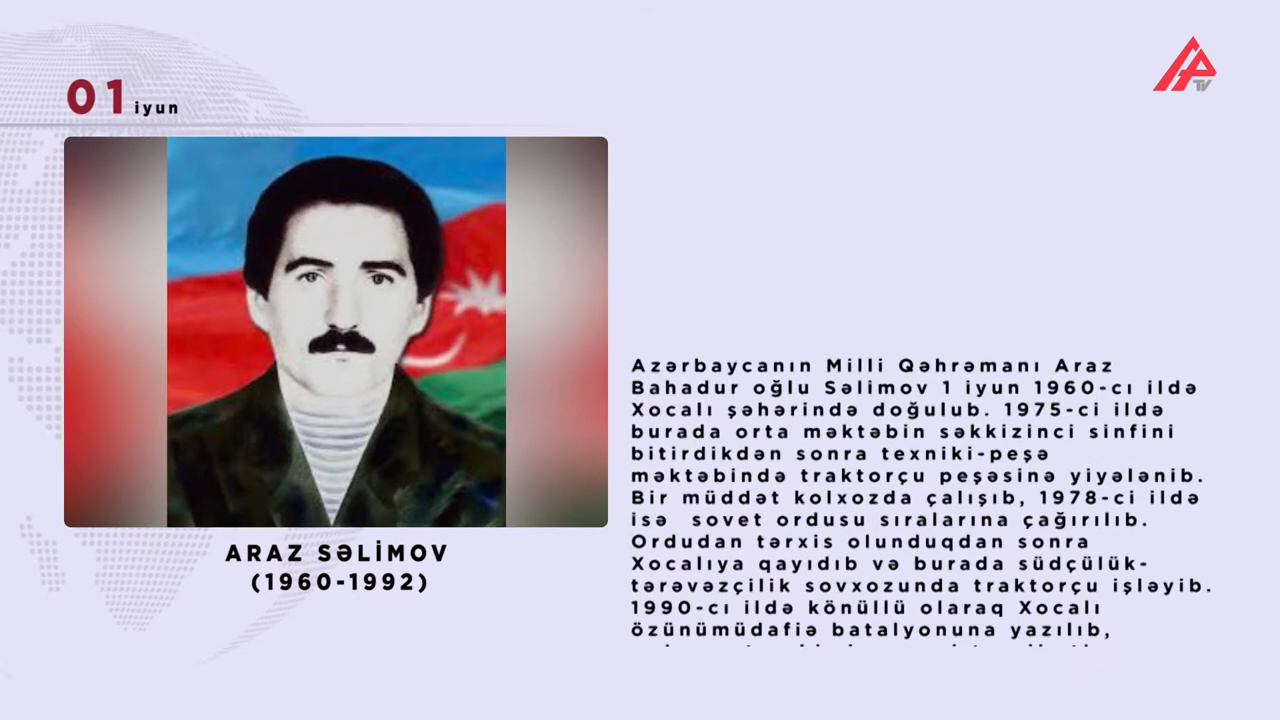 01 iyun
APA TV
ARAZ SƏLİMOV
(1960-1992)
Azərbaycanın Milli Qəhrəmanı Araz
Bahadur oğlu Səlimov 1 iyun 1960-cı ildə
Xocalı şəhərində doğulub. 1975-ci ildə
burada orta məktəbin səkkizinci sinfini
bitirdikdən sonra texniki-peşə
məktəbində traktorçu peşəsinə yiyələnib.
Bir müddət kolxozda çalışıb, 1978-ci ildə
isə sovet ordusu sıralarına çağırılıb.
Ordudan tərxis olunduqdan sonra
Xocalıya qayıdıb və burada südçülük-
tərəvəzçilik sovxozunda traktorçu işləyib.
1990-cı ildə könüllü olaraq Xocalı
özünümüdafiə batalyonuna yazılıb,